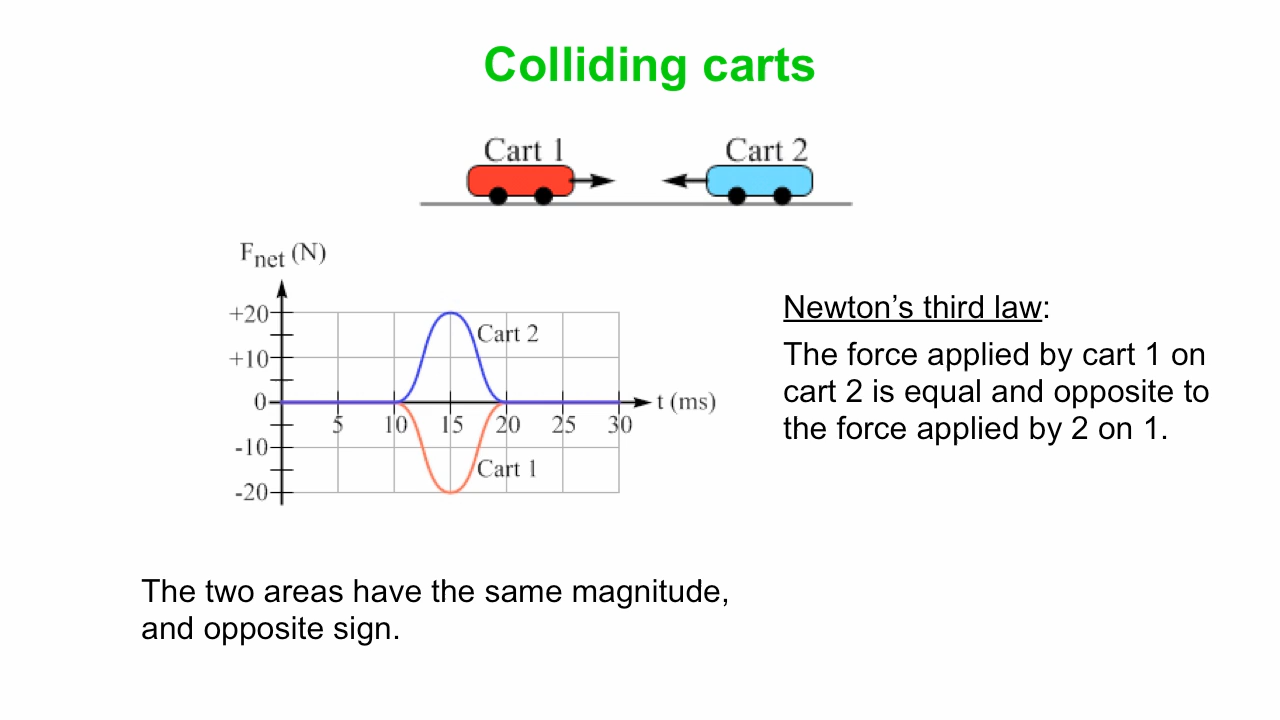 Colliding carts
Cart 1
Cart 2
Fnet (N)
+20
+10
0
-10
-20
Cart 2
Cart 1
5 10 15 20 25 30
t (ms)
Newton’s third law:
The force applied by cart 1 on
cart 2 is equal and opposite to
the force applied by 2 on 1.
The two areas have the same magnitude,
and opposite sign.